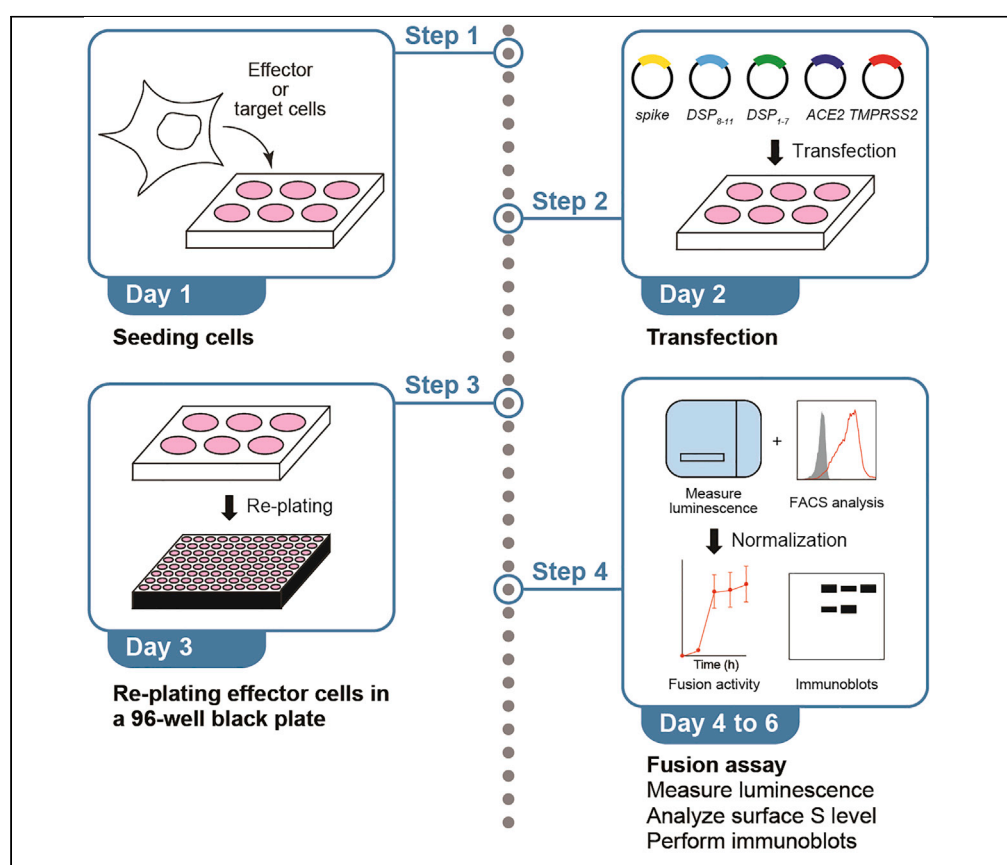 Step 1
Effector
or
target cells
Day 1
Seeding cells
spike DSP8-11 DSP1-7 ACE2 TMPRSS2
Transfection
Step 2
Day 2
Transfection
Step 3
Re-plating
Day 3
Re-plating effector cells in
a 96-well black plate
+
Measure
luminescence
FACS analysis
Normalization
Step 4
Time (h)
Fusion activity
Immunoblots
Day 4 to 6
Fusion assay
Measure luminescence
Analyze surface S level
Perform immunoblots